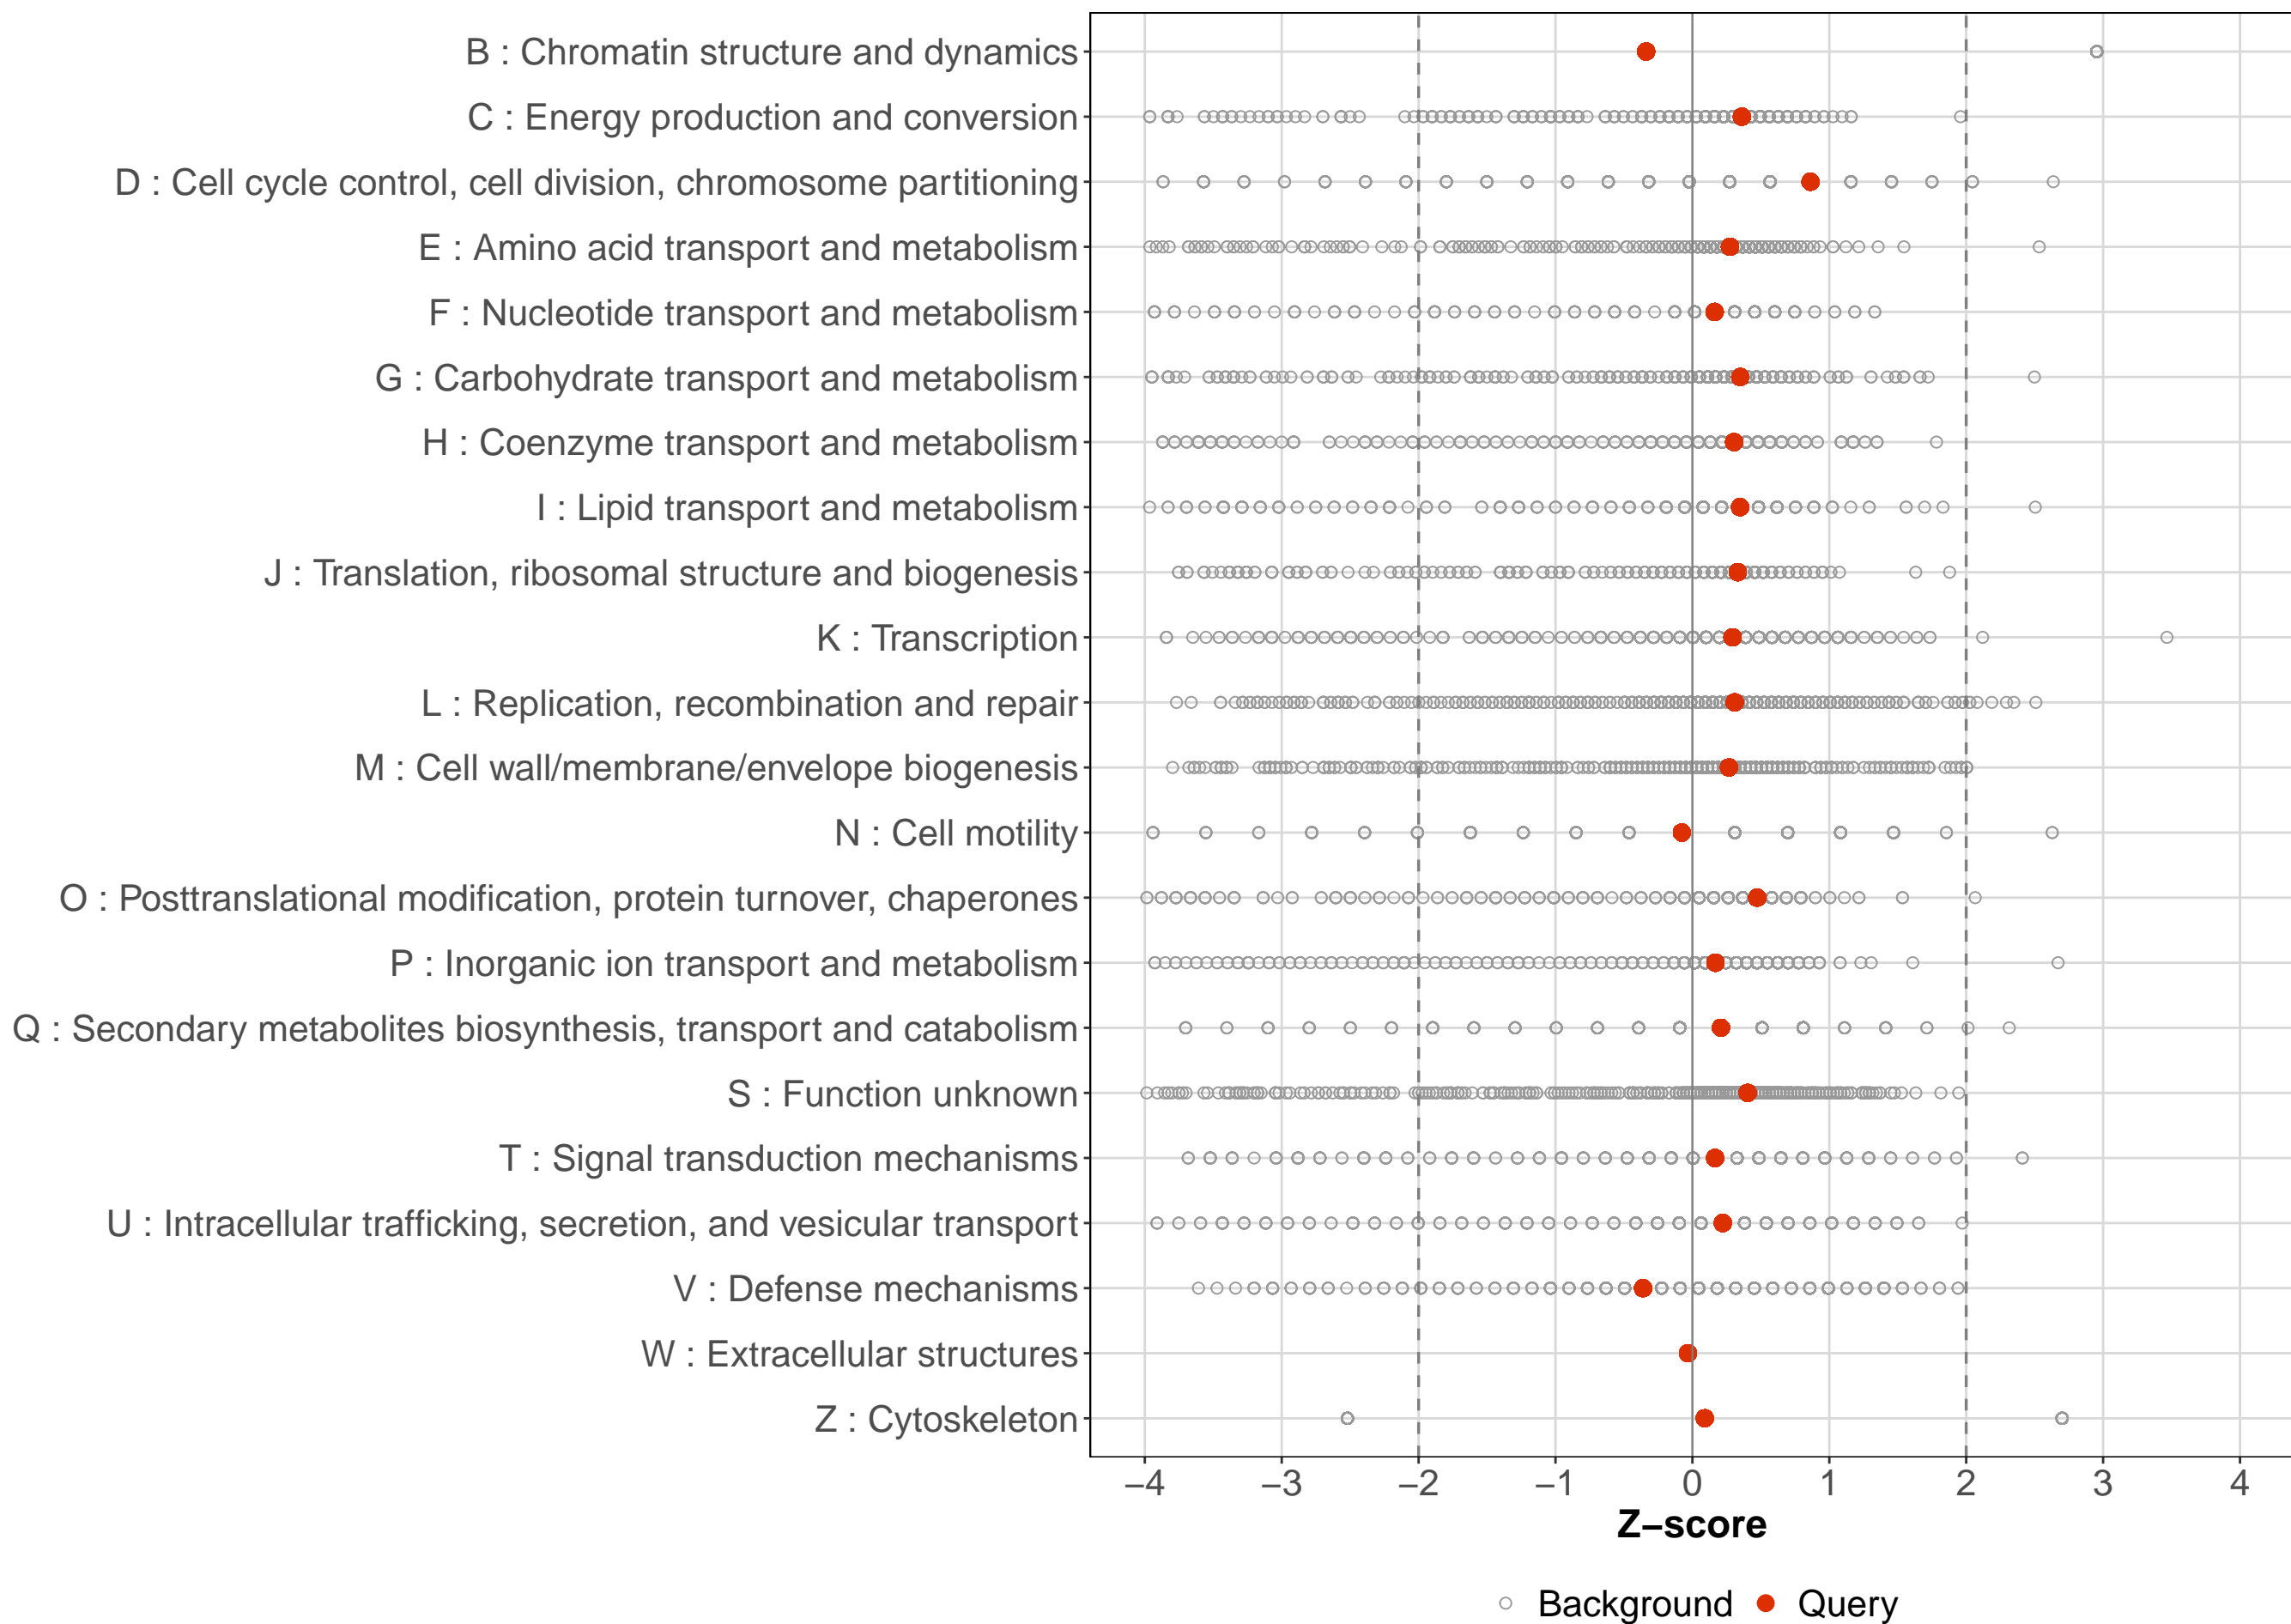 B : Chromatin structure and dynamics
C : Energy production and conversion
D : Cell cycle control, cell division, chromosome partitioning
E : Amino acid transport and metabolism
F : Nucleotide transport and metabolism
G : Carbohydrate transport and metabolism
H : Coenzyme transport and metabolism
I : Lipid transport and metabolism
J : Translation, ribosomal structure and biogenesis
K : Transcription
L : Replication, recombination and repair
M : Cell wall/membrane/envelope biogenesis
N : Cell motility
O : Posttranslational modification, protein turnover, chaperones
P : Inorganic ion transport and metabolism
Q : Secondary metabolites biosynthesis, transport and catabolism
S : Function unknown
T : Signal transduction mechanisms
U : Intracellular trafficking, secretion, and vesicular transport
V : Defense mechanisms
W : Extracellular structures
Z : Cytoskeleton
−4 −3 −2 −1 0 1 2 3 4
Z−score
Background Query